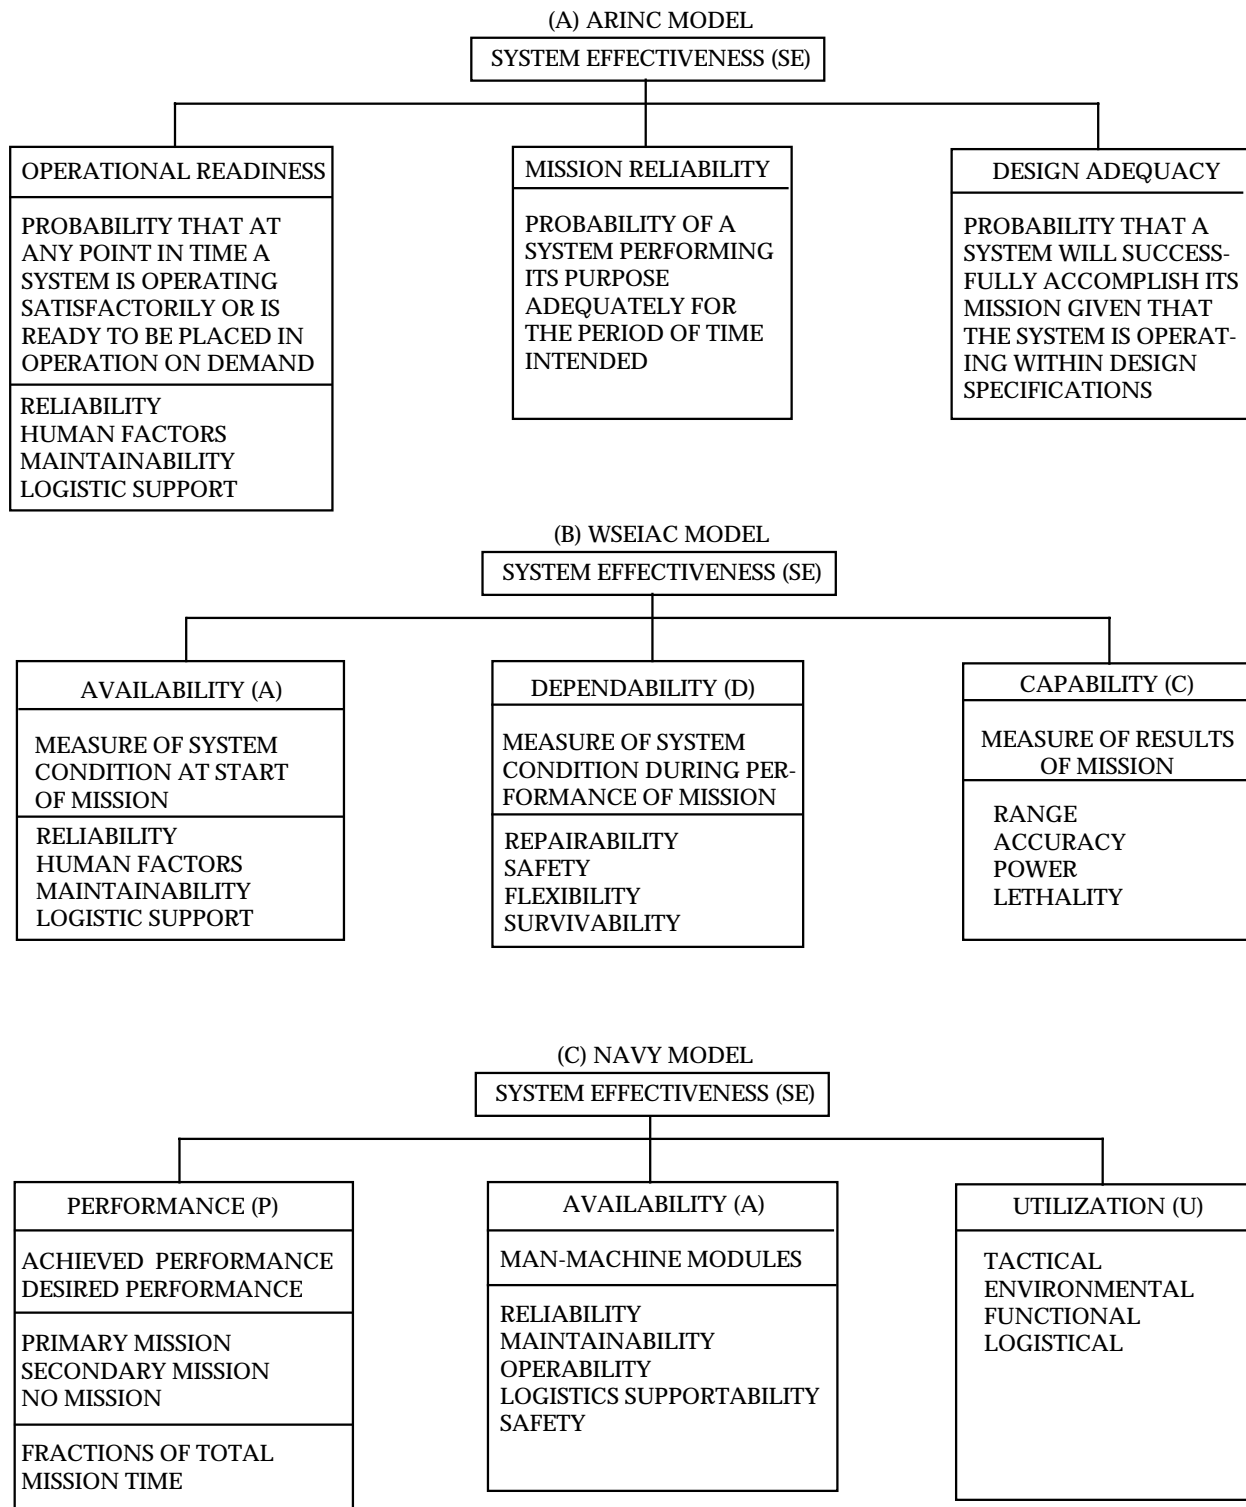 (A) ARINC MODEL
SYSTEM EFFECTIVENESS (SE)
OPERATIONAL READINESS
PROBABILITY THAT AT
ANY POINT IN TIME A
SYSTEM IS OPERATING
SATISFACTORILY OR IS
READY TO BE PLACED IN
OPERATION ON DEMAND
RELIABILITY
HUMAN FACTORS
MAINTAINABILITY
LOGISTIC SUPPORT
MISSION RELIABILITY
PROBABILITY OF A
SYSTEM PERFORMING
ITS PURPOSE
ADEQUATELY FOR
THE PERIOD OF TIME
INTENDED
DESIGN ADEQUACY
PROBABILITY THAT A
SYSTEM WILL SUCCESS-
FULLY ACCOMPLISH ITS
MISSION GIVEN THAT
THE SYSTEM IS OPERAT-
ING WITHIN DESIGN
SPECIFICATIONS
(B) WSEIAC MODEL
SYSTEM EFFECTIVENESS (SE)
AVAILABILITY (A)
MEASURE OF SYSTEM
CONDITION AT START
OF MISSION
RELIABILITY
HUMAN FACTORS
MAINTAINABILITY
LOGISTIC SUPPORT
DEPENDABILITY (D)
MEASURE OF SYSTEM
CONDITION DURING PER-
FORMANCE OF MISSION
REPAIRABILITY
SAFETY
FLEXIBILITY
SURVIVABILITY
CAPABILITY (C)
MEASURE OF RESULTS
OF MISSION
RANGE
ACCURACY
POWER
LETHALITY
(C) NAVY MODEL
SYSTEM EFFECTIVENESS (SE)
PERFORMANCE (P)
ACHIEVED PERFORMANCE
DESIRED PERFORMANCE
PRIMARY MISSION
SECONDARY MISSION
NO MISSION
FRACTIONS OF TOTAL
MISSION TIME
AVAILABILITY (A)
MAN-MACHINE MODULES
RELIABILITY
MAINTAINABILITY
OPERABILITY
LOGISTICS SUPPORTABILITY
SAFETY
UTILIZATION (U)
TACTICAL
ENVIRONMENTAL
FUNCTIONAL
LOGISTICAL